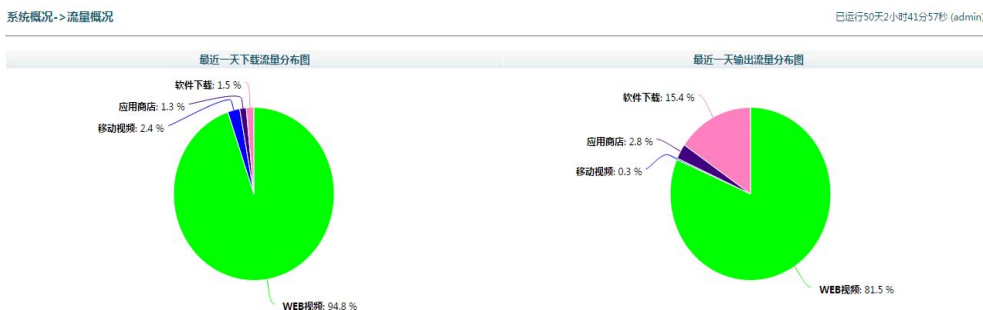 系统概况->流量概况
已运行50天2小时41分57秒 (admin)
最近一天下载流量分布图
软件下载: 1.5 %
应用商店: 1.3 %
移动视频: 2.4 %
WEB视频: 94.8 %
最近一天输出流量分布图
软件下载: 15.4 %
应用商店: 2.8 %
移动视频: 0.3 %
WEB视频: 81.5 %